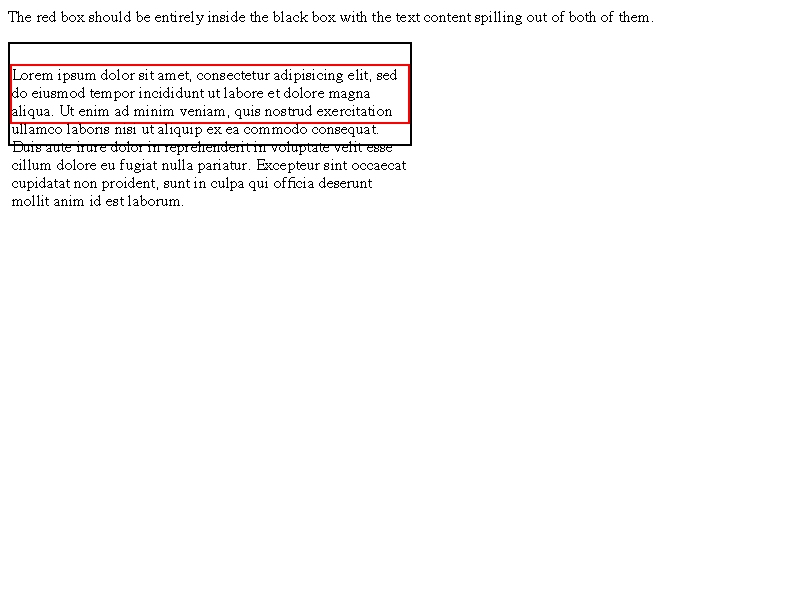 The red box should be entirely inside the black box with the text content spilling out of both of them.
Lorem ipsum dolor sit amet, consectetur adipisicing elit, sed
do eiusmod tempor incididunt ut labore et dolore magna
aliqua. Ut enim ad minim veniam, quis nostrud exercitation
ullamco laboris nisi ut aliquip ex ea commodo consequat.
Duis aute irure dolor in reprehenderit in voluptate velit esse
cillum dolore eu fugiat nulla pariatur. Excepteur sint occaecat
cupidatat non proident, sunt in culpa qui officia deserunt
mollit anim id est laborum.